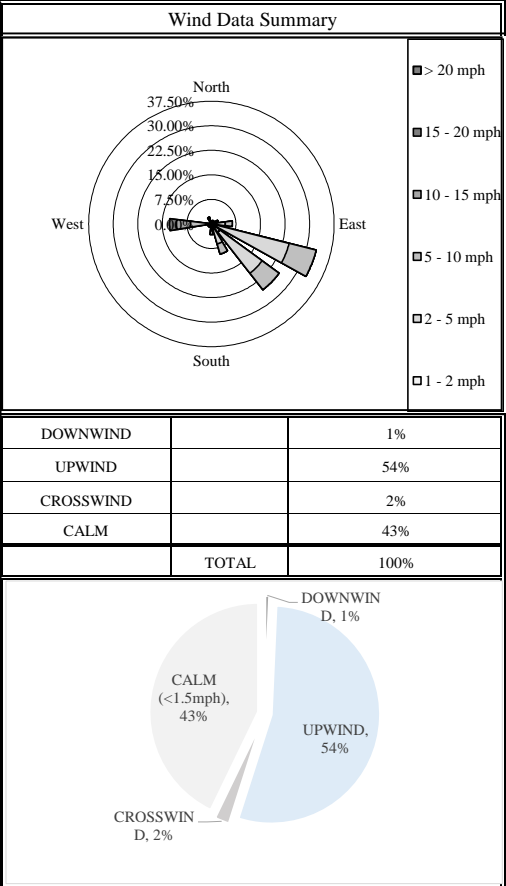 Wind Data Summary
North
37.50%
30.00%
22.50%
15.00%
7.50%
0.00%
West
East
South
> 20 mph
15 - 20 mph
10 - 15 mph
5 - 10 mph
2 - 5 mph
1 - 2 mph
DOWNWIND 1%
UPWIND 54%
CROSSWIND 2%
CALM 43%
TOTAL 100%
DOWNWIN
D, 1%
CALM
(<1.5mph),
43%
UPWIND,
54%
CROSSWIN
D, 2%